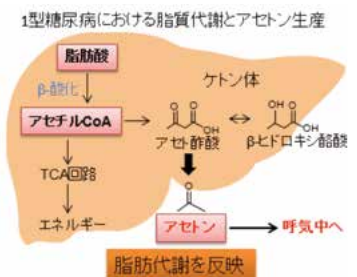 1型糖尿病における脂質代謝とアセトン生産
脂肪酸
β-酸化
ケトン体
アセチルCoA
O O
OH
アセト酢酸
OH O
OH
β-ヒドロキシ酪酸
TCA回路
O
エネルギー
アセトン
呼気中へ
脂肪代謝を反映